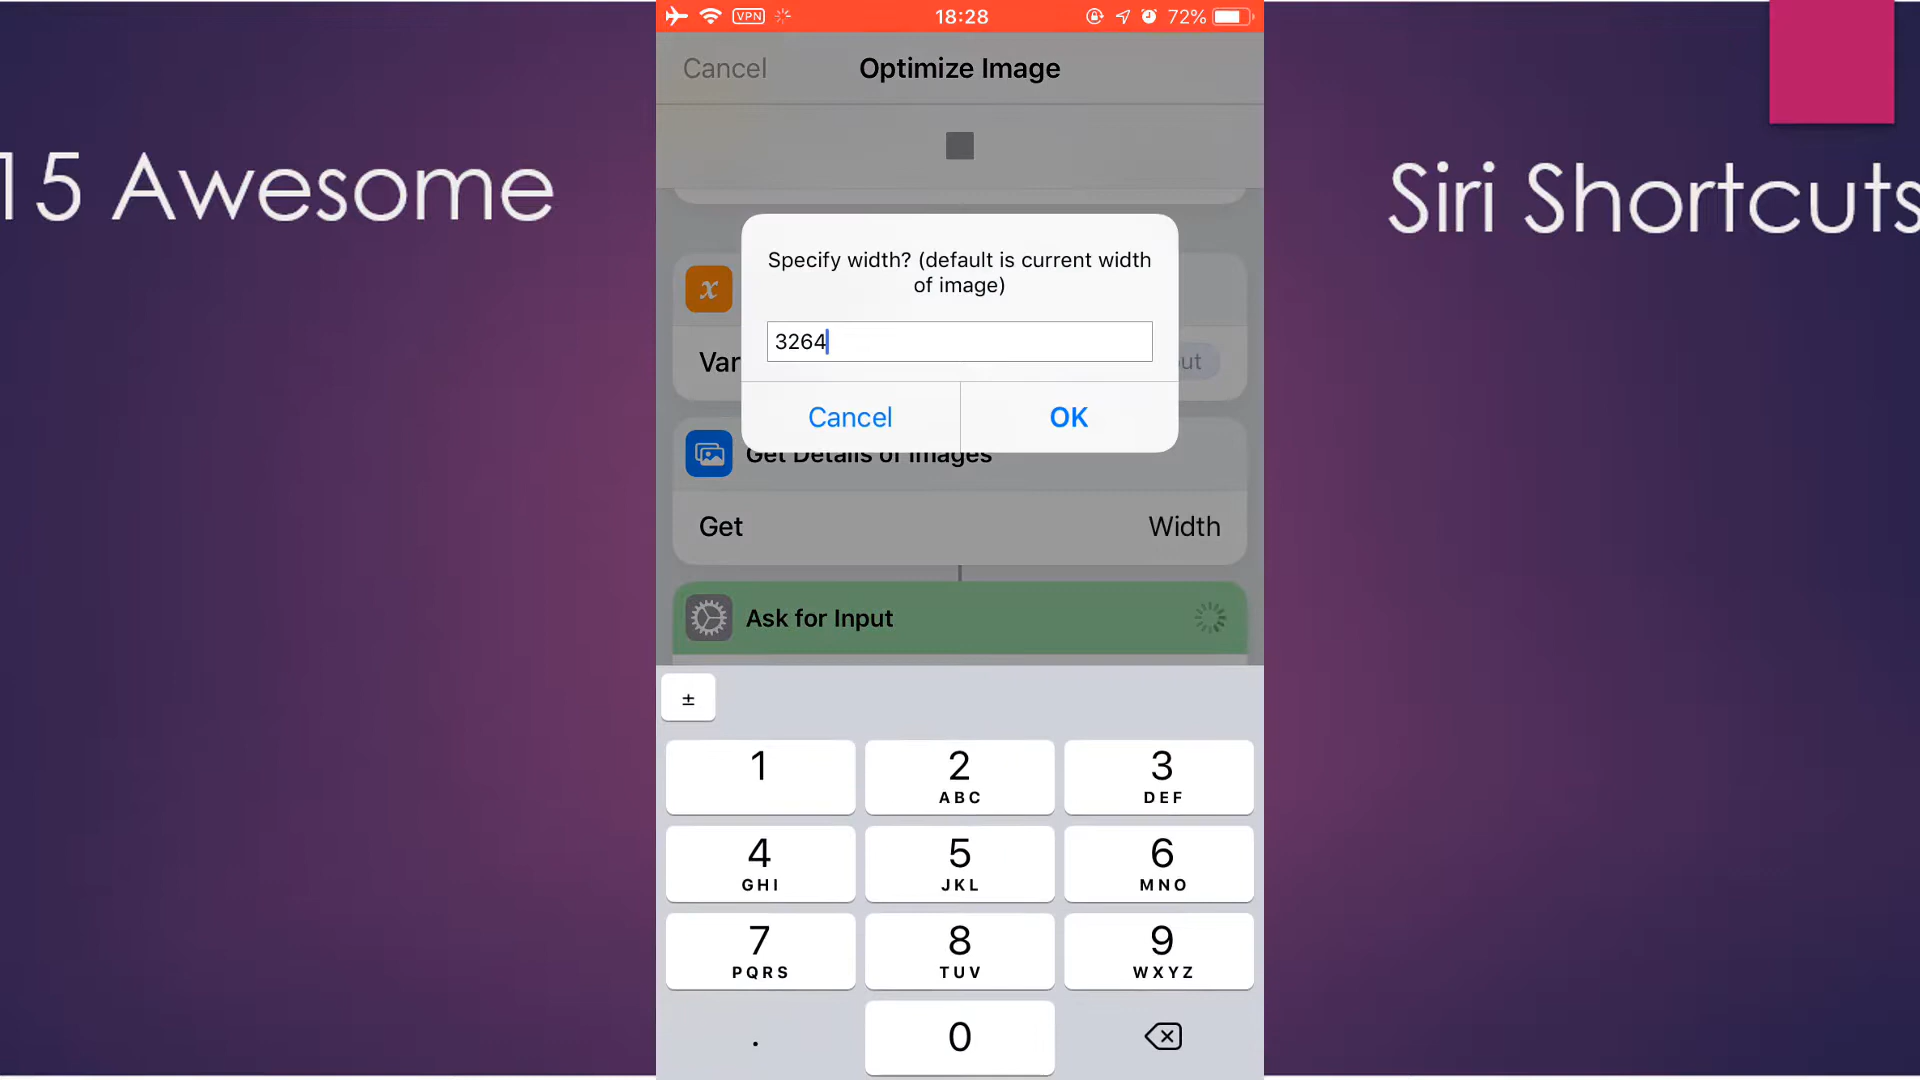 VPN
18:28
72%
Cancel
Optimize Image
15 Awesome
Siri Shortcuts
Specify width? (default is current width
of image)
x
3264
Var
ut
Cancel
OK
Get Details of Images
Get
Width
Ask for Input
±
1
2
ABC
3
DEF
4
GHI
5
JKL
6
MNO
7
PQRS
8
TUV
9
WXYZ
.
0